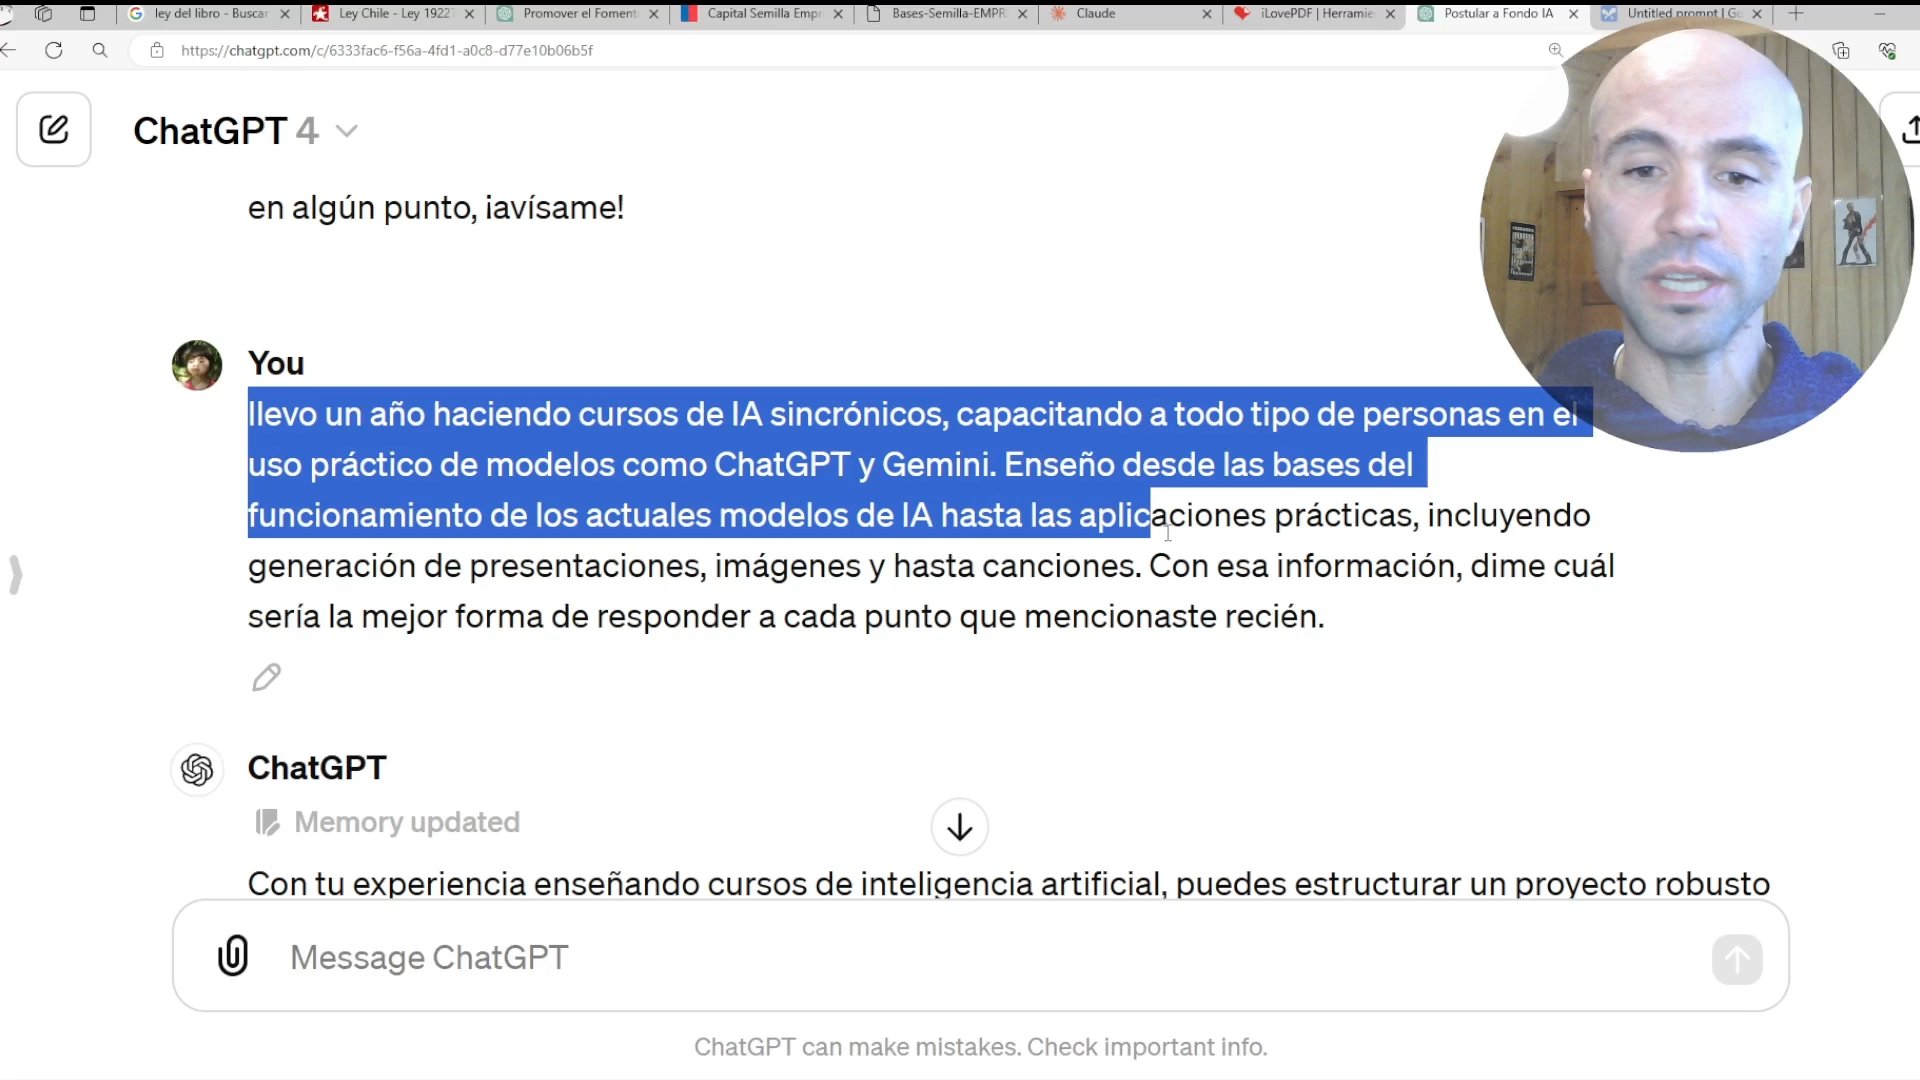 ley del libro - Buscar
Ley Chile - Ley 1922
Promover el Foment
Capital Semilla Empr
Bases-Semilla-EMPR
Claude
iLovePDF | Herramie
Postular a Fondo IA
Untitled prompt | Go
https://chatgpt.com/c/6333fac6-f56a-4fd1-a0c8-d77e10b06b5f
ChatGPT 4
en algún punto, ¡avísame!
You
llevo un año haciendo cursos de IA sincrónicos, capacitando a todo tipo de personas en el
uso práctico de modelos como ChatGPT y Gemini. Enseño desde las bases del
funcionamiento de los actuales modelos de IA hasta las aplicaciones prácticas, incluyendo
generación de presentaciones, imágenes y hasta canciones. Con esa información, dime cuál
sería la mejor forma de responder a cada punto que mencionaste recién.
ChatGPT
Memory updated
Con tu experiencia enseñando cursos de inteligencia artificial, puedes estructurar un proyecto robusto
Message ChatGPT
ChatGPT can make mistakes. Check important info.